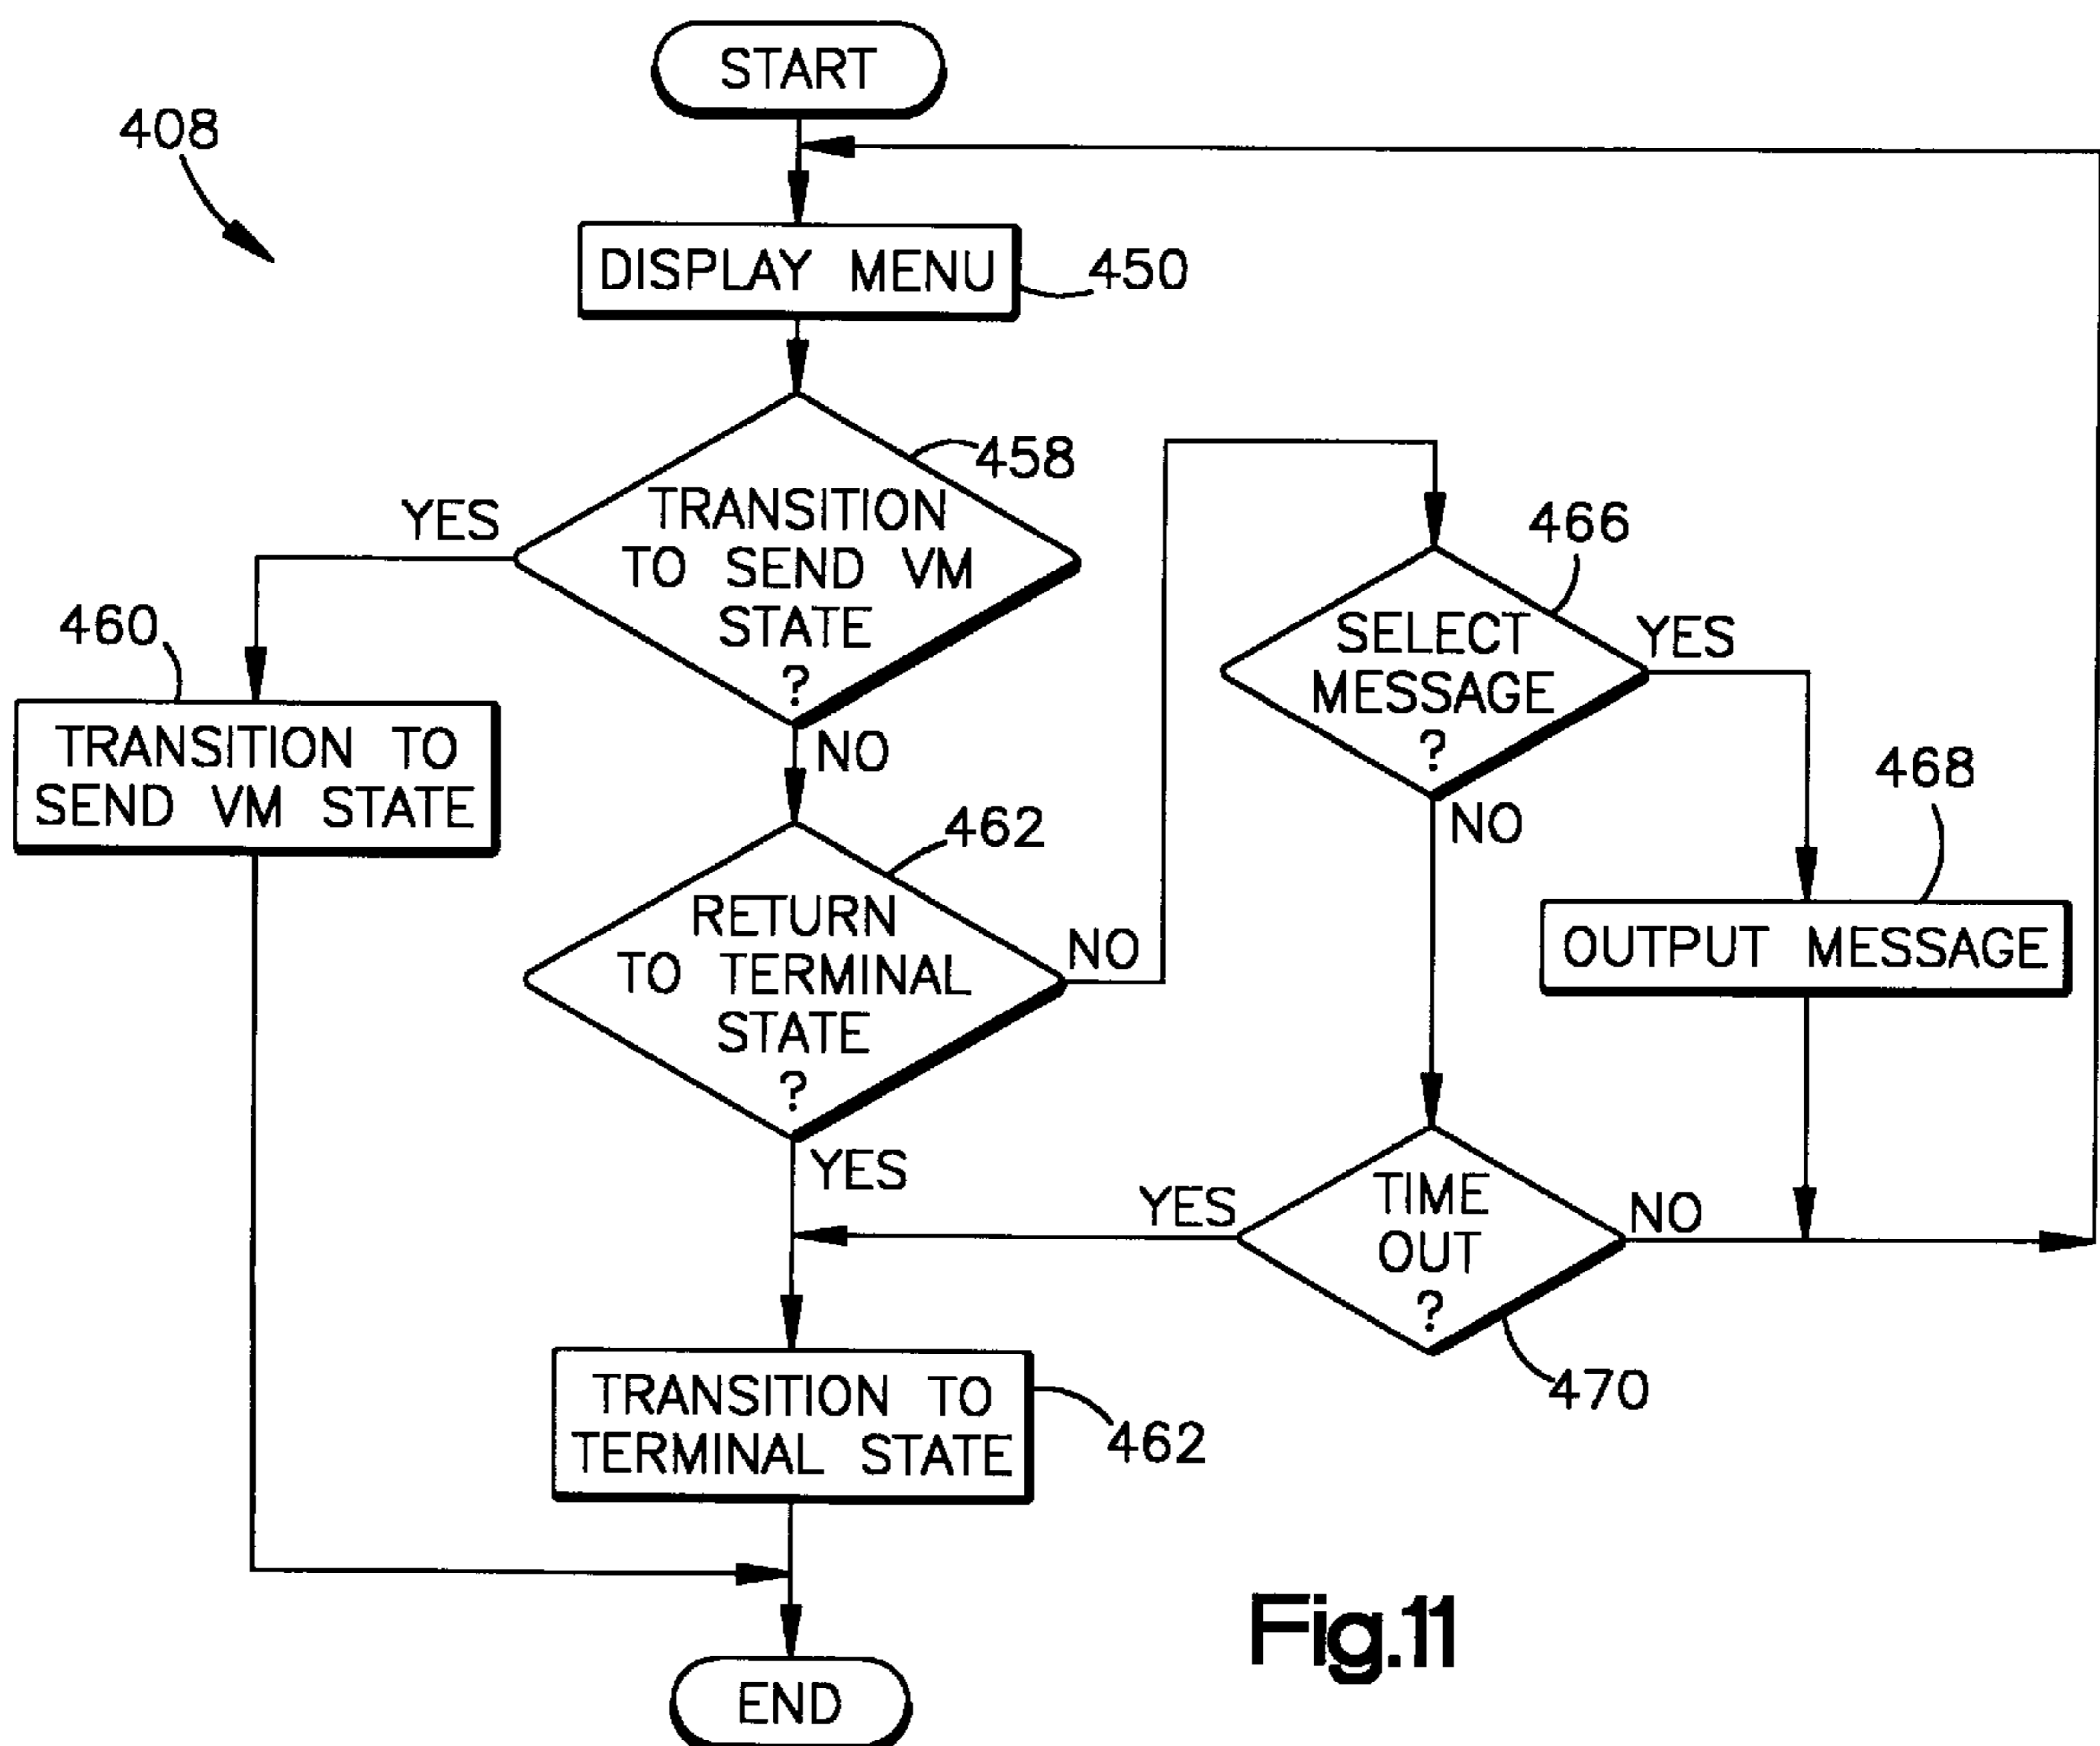 START
408
DISPLAY MENU
450
458
YES
TRANSITION
TO SEND VM
STATE
?
NO
460
TRANSITION TO
SEND VM STATE
462
RETURN
TO TERMINAL
STATE
?
NO
YES
466
SELECT
MESSAGE
?
YES
NO
468
OUTPUT MESSAGE
TIME
OUT
?
YES
NO
470
TRANSITION TO
TERMINAL STATE
462
END
Fig.11